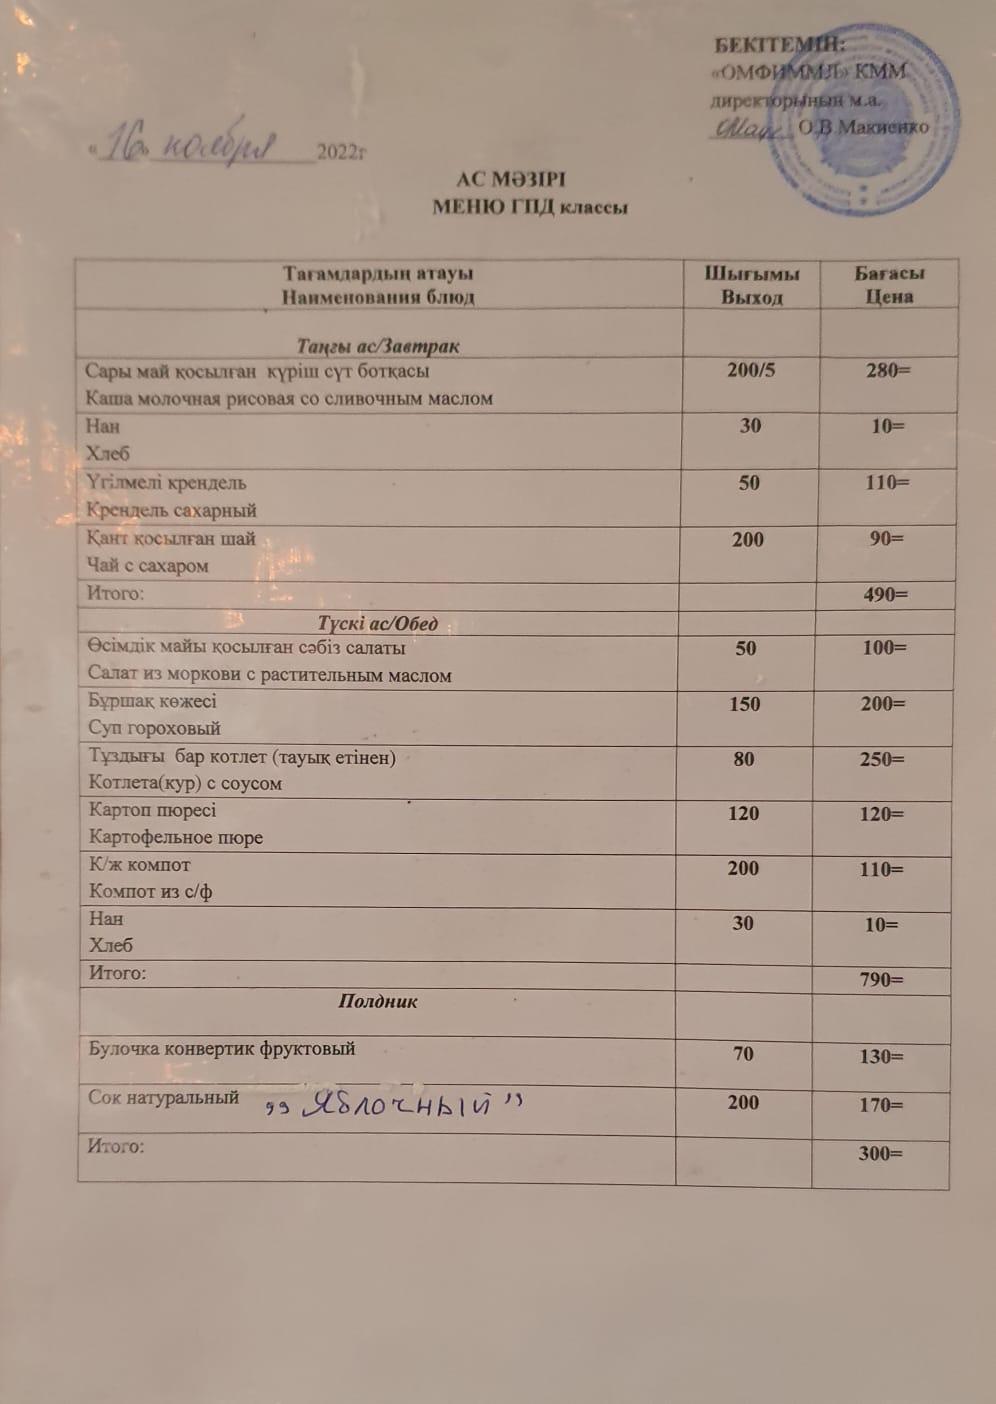 БЕКІТЕМІН:
«ОМФИММЛ» КММ
директорының м.а.
О.В.Макиенко
«16» ноября 2022г
АС МӘЗІРІ
МЕНЮ ГПД классы
Тағамдардың атауы Шығымы Бағасы
Наименования блюд Выход Цена
Таңғы ас/Завтрак
Сары май қосылған күріш сүт ботқасы 200/5 280=
Каша молочная рисовая со сливочным маслом
Нан 30 10=
Хлеб
Үгілмелі крендель 50 110=
Крендель сахарный
Қант қосылған шай 200 90=
Чай с сахаром
Итого: 490=
Түскі ас/Обед
Өсімдік майы қосылған сәбіз салаты 50 100=
Салат из моркови с растительным маслом
Бұршақ көжесі 150 200=
Суп гороховый
Тұздығы бар котлет (тауық етінен) 80 250=
Котлета(кур) с соусом
Картоп пюресі 120 120=
Картофельное пюре
К/ж компот 200 110=
Компот из с/ф
Нан 30 10=
Хлеб
Итого: 790=
Полдник
Булочка конвертик фруктовый 70 130=
Сок натуральный „Яблочный” 200 170=
Итого: 300=